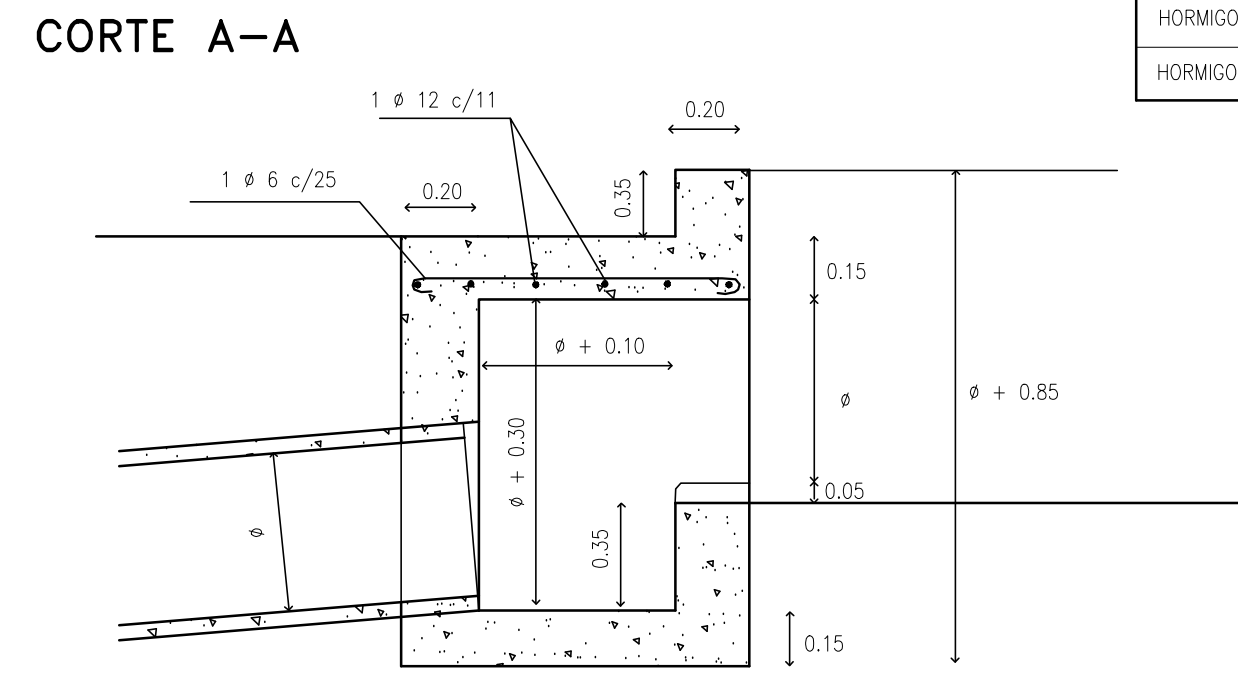 CORTE A-A
HORMIGO
HORMIGO
1 ø 12 c/11
0.20
1 ø 6 c/25
0.20
0.35
0.15
ø + 0.10
ø
ø + 0.85
ø + 0.30
0.05
ø
0.35
0.15